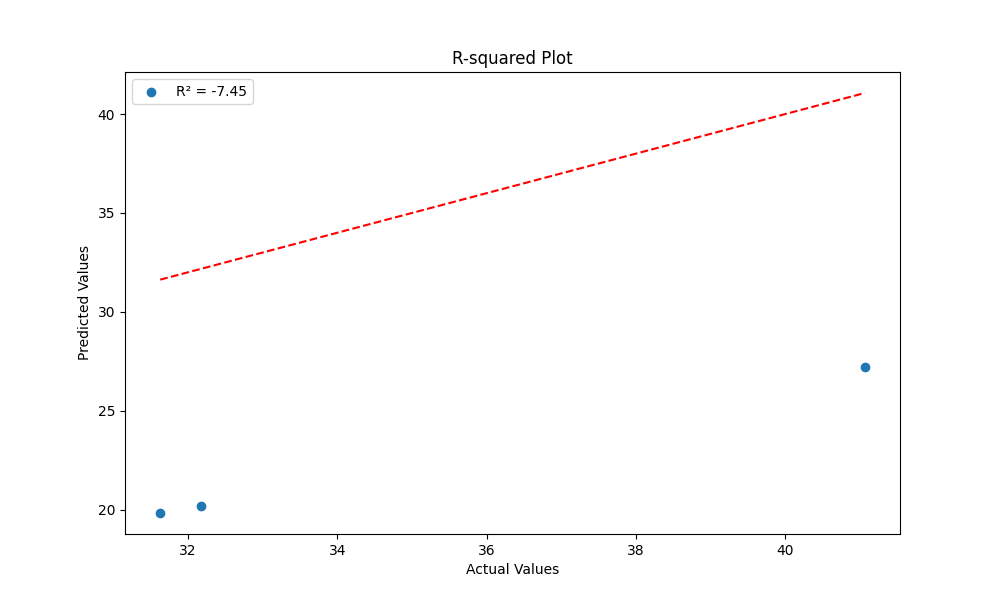 R-squared Plot
R² = -7.45
Predicted Values
40
35
30
25
20
32 34 36 38 40
Actual Values